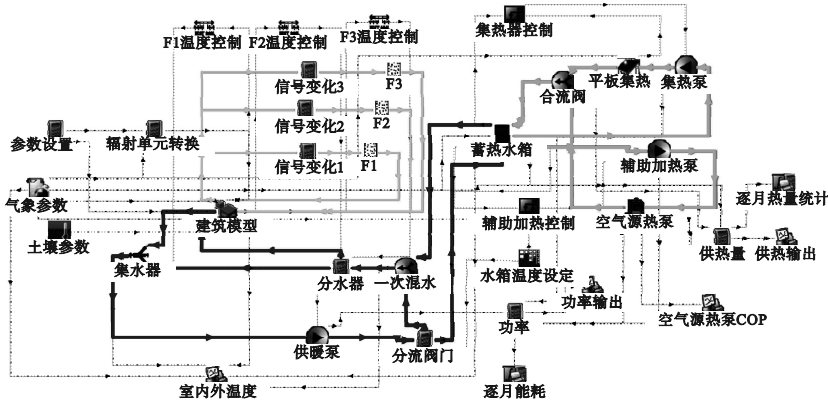 F1温度控制
F2温度控制
F3温度控制
集热器控制
信号变化3
F3
合流阀
平板集热
集热泵
信号变化2
F2
参数设置
辐射单元转换
蓄热水箱
信号变化1
F1
辅助加热泵
气象参数
逐月热量统计
建筑模型
辅助加热控制
空气源热泵
土壤参数
供热量
供热输出
集水器
分水器
一次混水
水箱温度设定
功率输出
功率
空气源热泵COP
供暖泵
分流阀门
室内外温度
逐月能耗